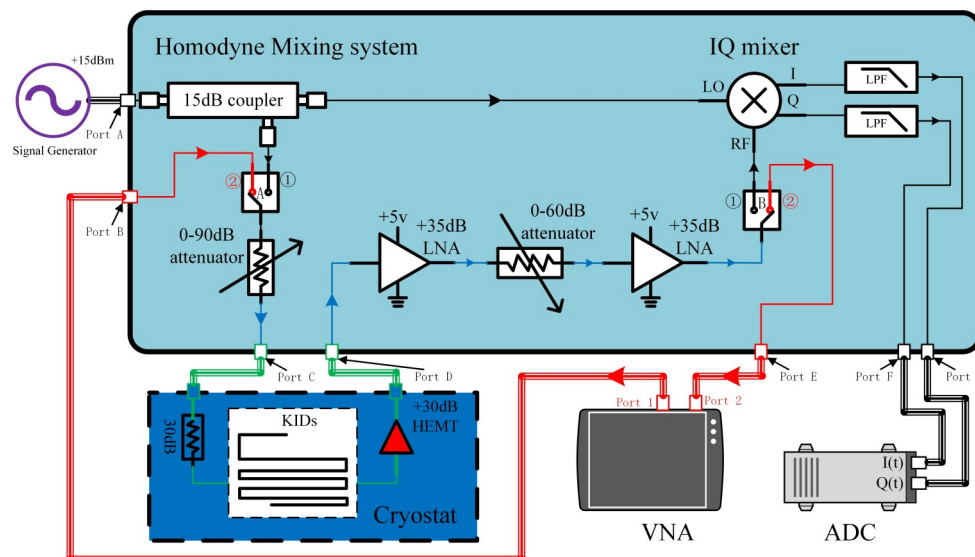 Homodyne Mixing system
IQ mixer
+15dBm
Signal Generator
Port A
15dB coupler
LO
I
Q
RF
LPF
LPF
Port B
②
A
①
①
B
②
0-90dB
attenuator
+5v
+35dB
LNA
0-60dB
attenuator
+5v
+35dB
LNA
Port C
Port D
Port E
Port F
Port
30dB
KIDs
+30dB
HEMT
Cryostat
Port 1
Port 2
VNA
I(t)
Q(t)
ADC